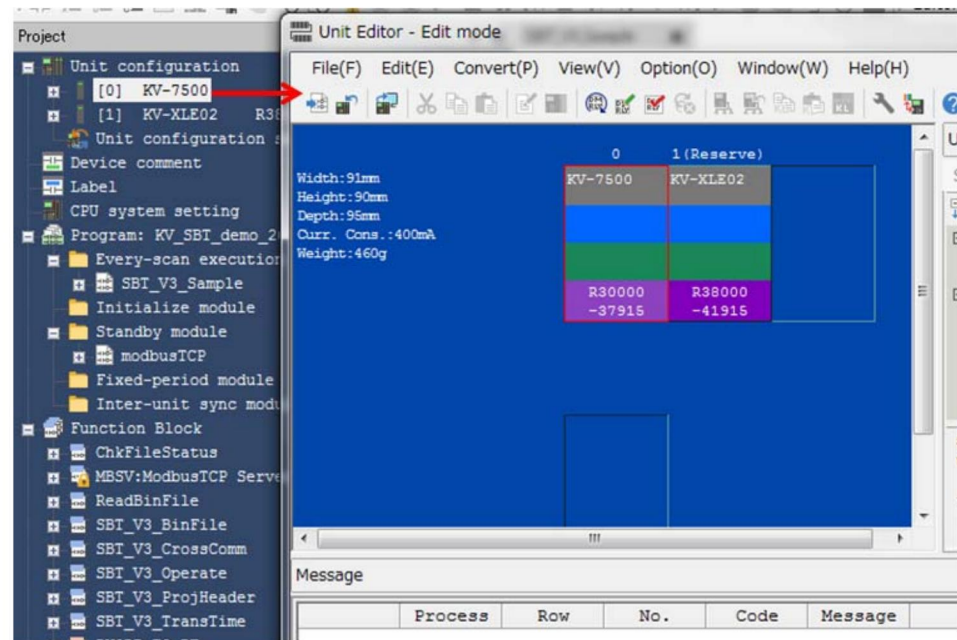 Project
Unit configuration
[0] KV-7500
[1] KV-XLE02 R38
Unit configuration
Device comment
Label
CPU system setting
Program: KV_SBT_demo_2
Every-scan execution
SBT_V3_Sample
Initialize module
Standby module
modbusTCP
Fixed-period module
Inter-unit sync modu
Function Block
ChkFileStatus
MBSV:ModbusTCP Serve
ReadBinFile
SBT_V3_BinFile
SBT_V3_CrossComm
SBT_V3_Operate
SBT_V3_ProjHeader
SBT_V3_TransTime
Unit Editor - Edit mode
File(F) Edit(E) Convert(P) View(V) Option(O) Window(W) Help(H)
0 1(Reserve)
Width:91mm
Height:90mm
Depth:95mm
Curr. Cons.:400mA
Weight:460g
KV-7500 KV-XLE02
R30000 R38000
-37915 -41915
Message
Process Row No. Code Message